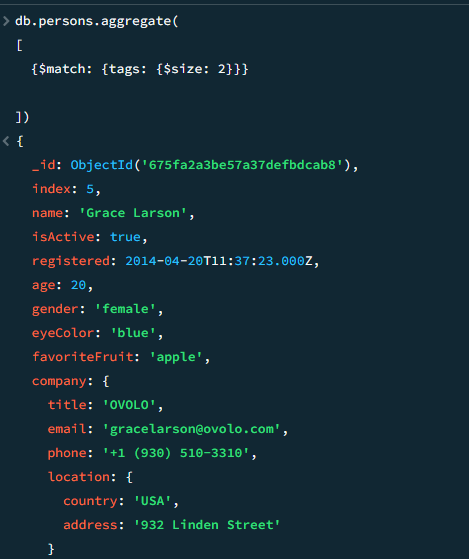 > db.persons.aggregate(
[
{$match: {tags: {$size: 2}}}
])
< {
_id: ObjectId('675fa2a3be57a37defbdcab8'),
index: 5,
name: 'Grace Larson',
isActive: true,
registered: 2014-04-20T11:37:23.000Z,
age: 20,
gender: 'female',
eyeColor: 'blue',
favoriteFruit: 'apple',
company: {
title: 'OVOLO',
email: 'gracelarson@ovolo.com',
phone: '+1 (930) 510-3310',
location: {
country: 'USA',
address: '932 Linden Street'
}